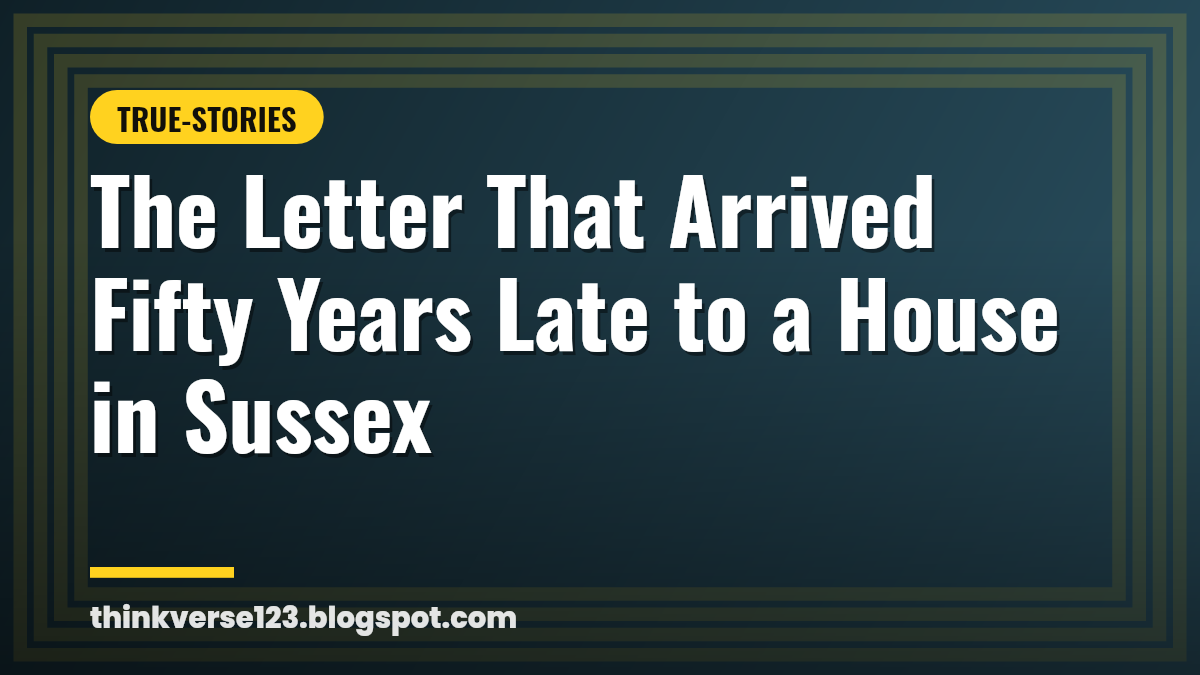 TRUE-STORIES
The Letter That Arrived
Fifty Years Late to a House
in Sussex
thinkverse123.blogspot.com